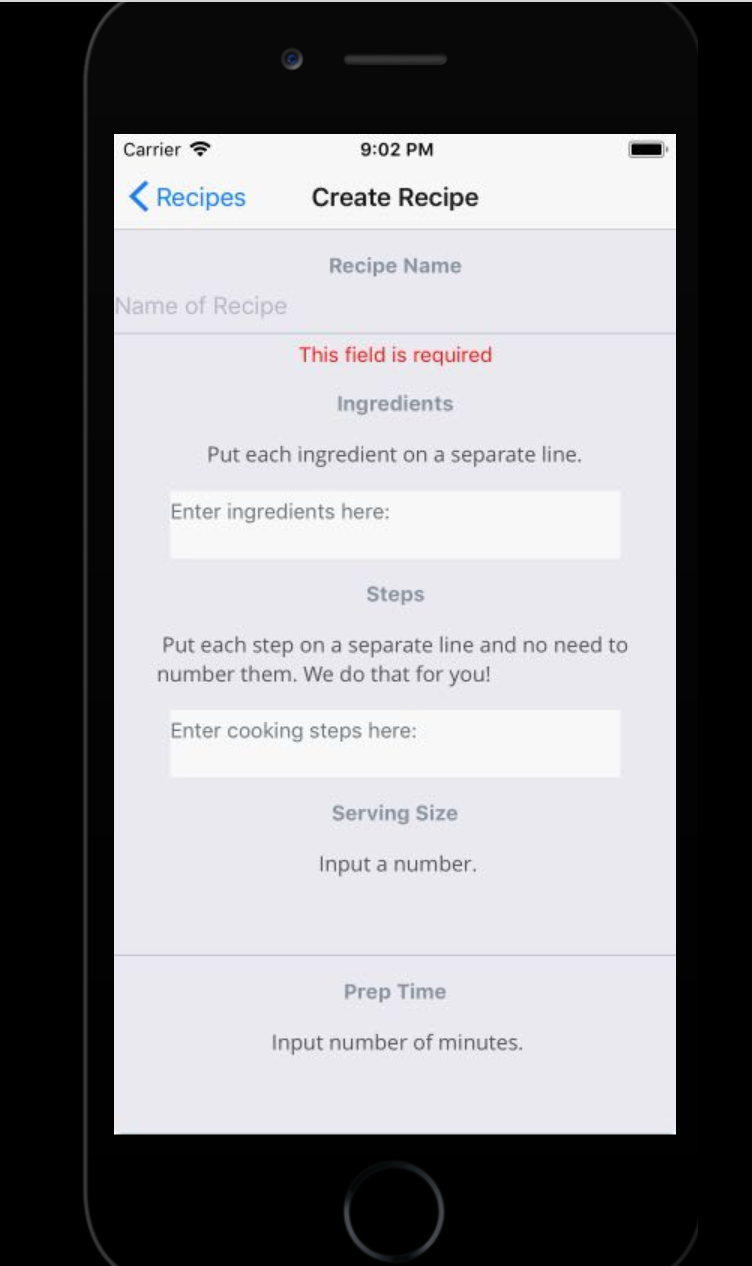 Carrier 9:02 PM
Recipes Create Recipe
Recipe Name
Name of Recipe
This field is required
Ingredients
Put each ingredient on a separate line.
Enter ingredients here:
Steps
Put each step on a separate line and no need to
number them. We do that for you!
Enter cooking steps here:
Serving Size
Input a number.
Prep Time
Input number of minutes.